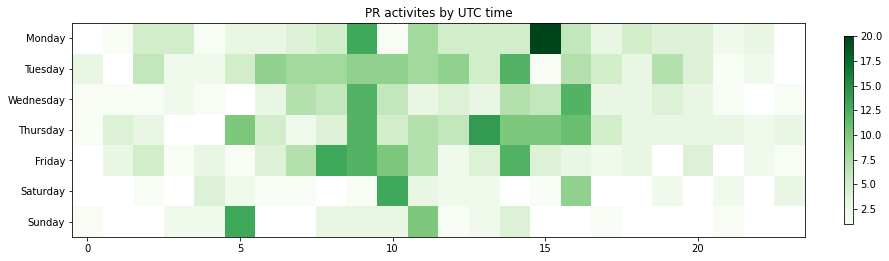 PR activites by UTC time
Monday
Tuesday
Wednesday
Thursday
Friday
Saturday
Sunday
0 5 10 15 20
20.0
17.5
15.0
12.5
10.0
7.5
5.0
2.5